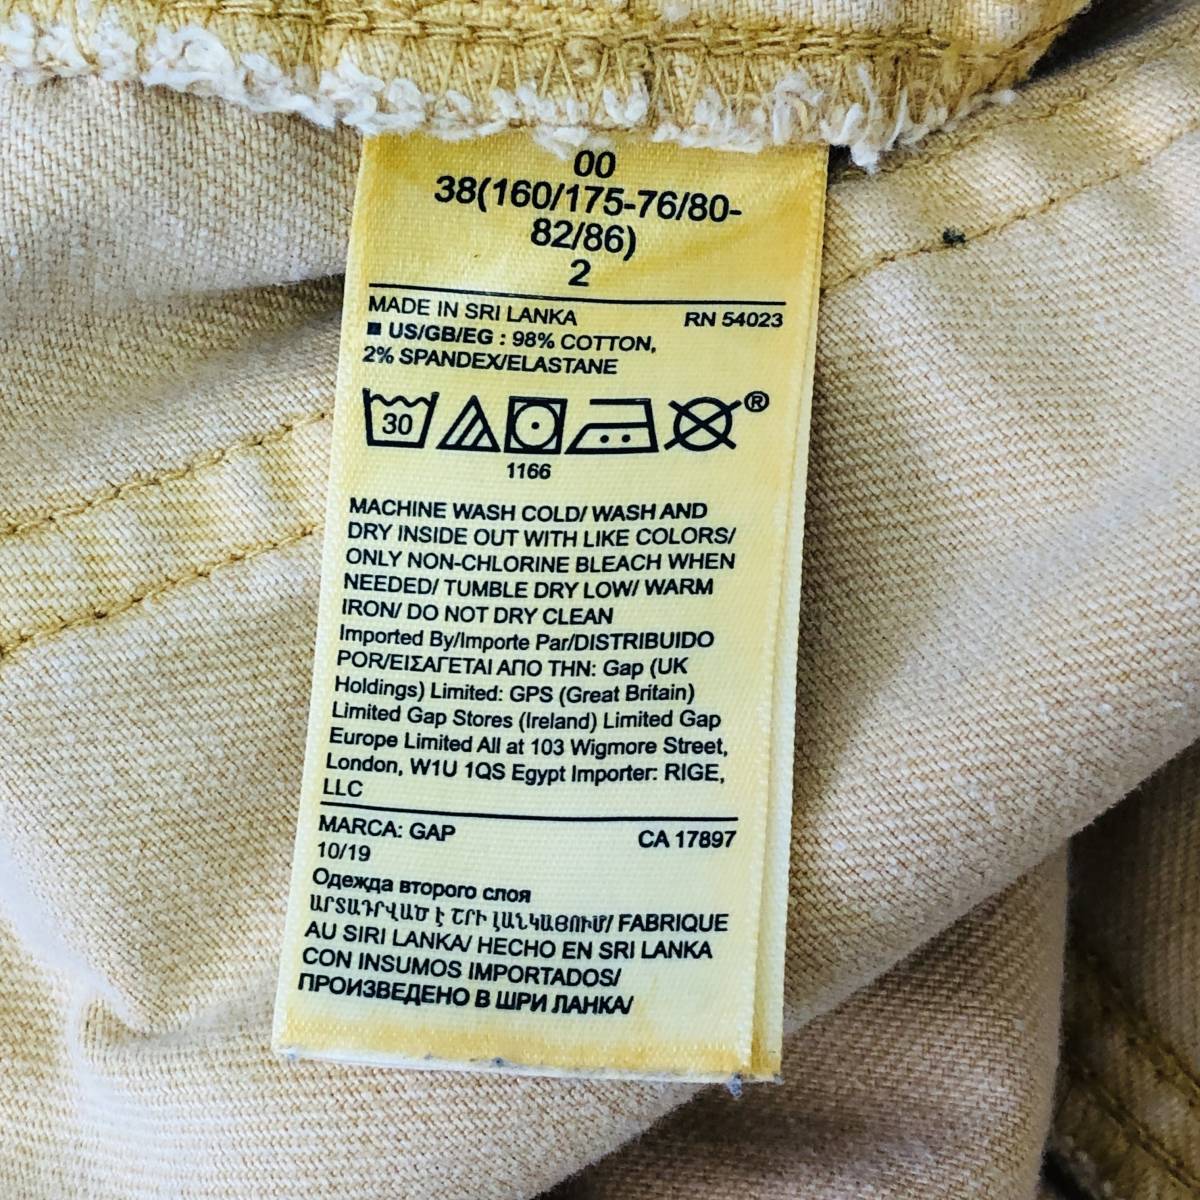 00
38(160/175-76/80-
82/86)
2
MADE IN SRI LANKA RN 54023
■ US/GB/EG : 98% COTTON,
2% SPANDEX/ELASTANE
30 ®
1166
MACHINE WASH COLD/ WASH AND
DRY INSIDE OUT WITH LIKE COLORS/
ONLY NON-CHLORINE BLEACH WHEN
NEEDED/ TUMBLE DRY LOW/ WARM
IRON/ DO NOT DRY CLEAN
Imported By/Importe Par/DISTRIBUIDO
POR/ΕΙΣΑΓΕΤΑΙ ΑΠΟ ΤΗΝ: Gap (UK
Holdings) Limited: GPS (Great Britain)
Limited Gap Stores (Ireland) Limited Gap
Europe Limited All at 103 Wigmore Street,
London, W1U 1QS Egypt Importer: RIGE,
LLC
MARCA: GAP CA 17897
10/19
Одежда второго слоя
ԱՐՏԱԴՐՎԱԾ Է ՇՐԻ ԼԱՆԿԱՅՈՒՄ/ FABRIQUE
AU SIRI LANKA/ HECHO EN SRI LANKA
CON INSUMOS IMPORTADOS/
ПРОИЗВЕДЕНО В ШРИ ЛАНКА/